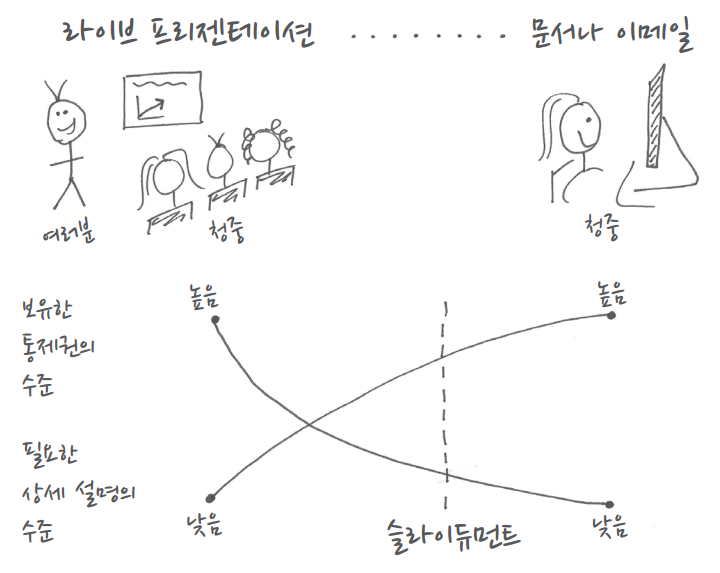 라이브 프리젠테이션 ........ 문서나 이메일
여러분
청중
청중
보유한
통제권의
수준
높음
높음
필요한
상세 설명의
수준
낮음
슬라이듀먼트
낮음